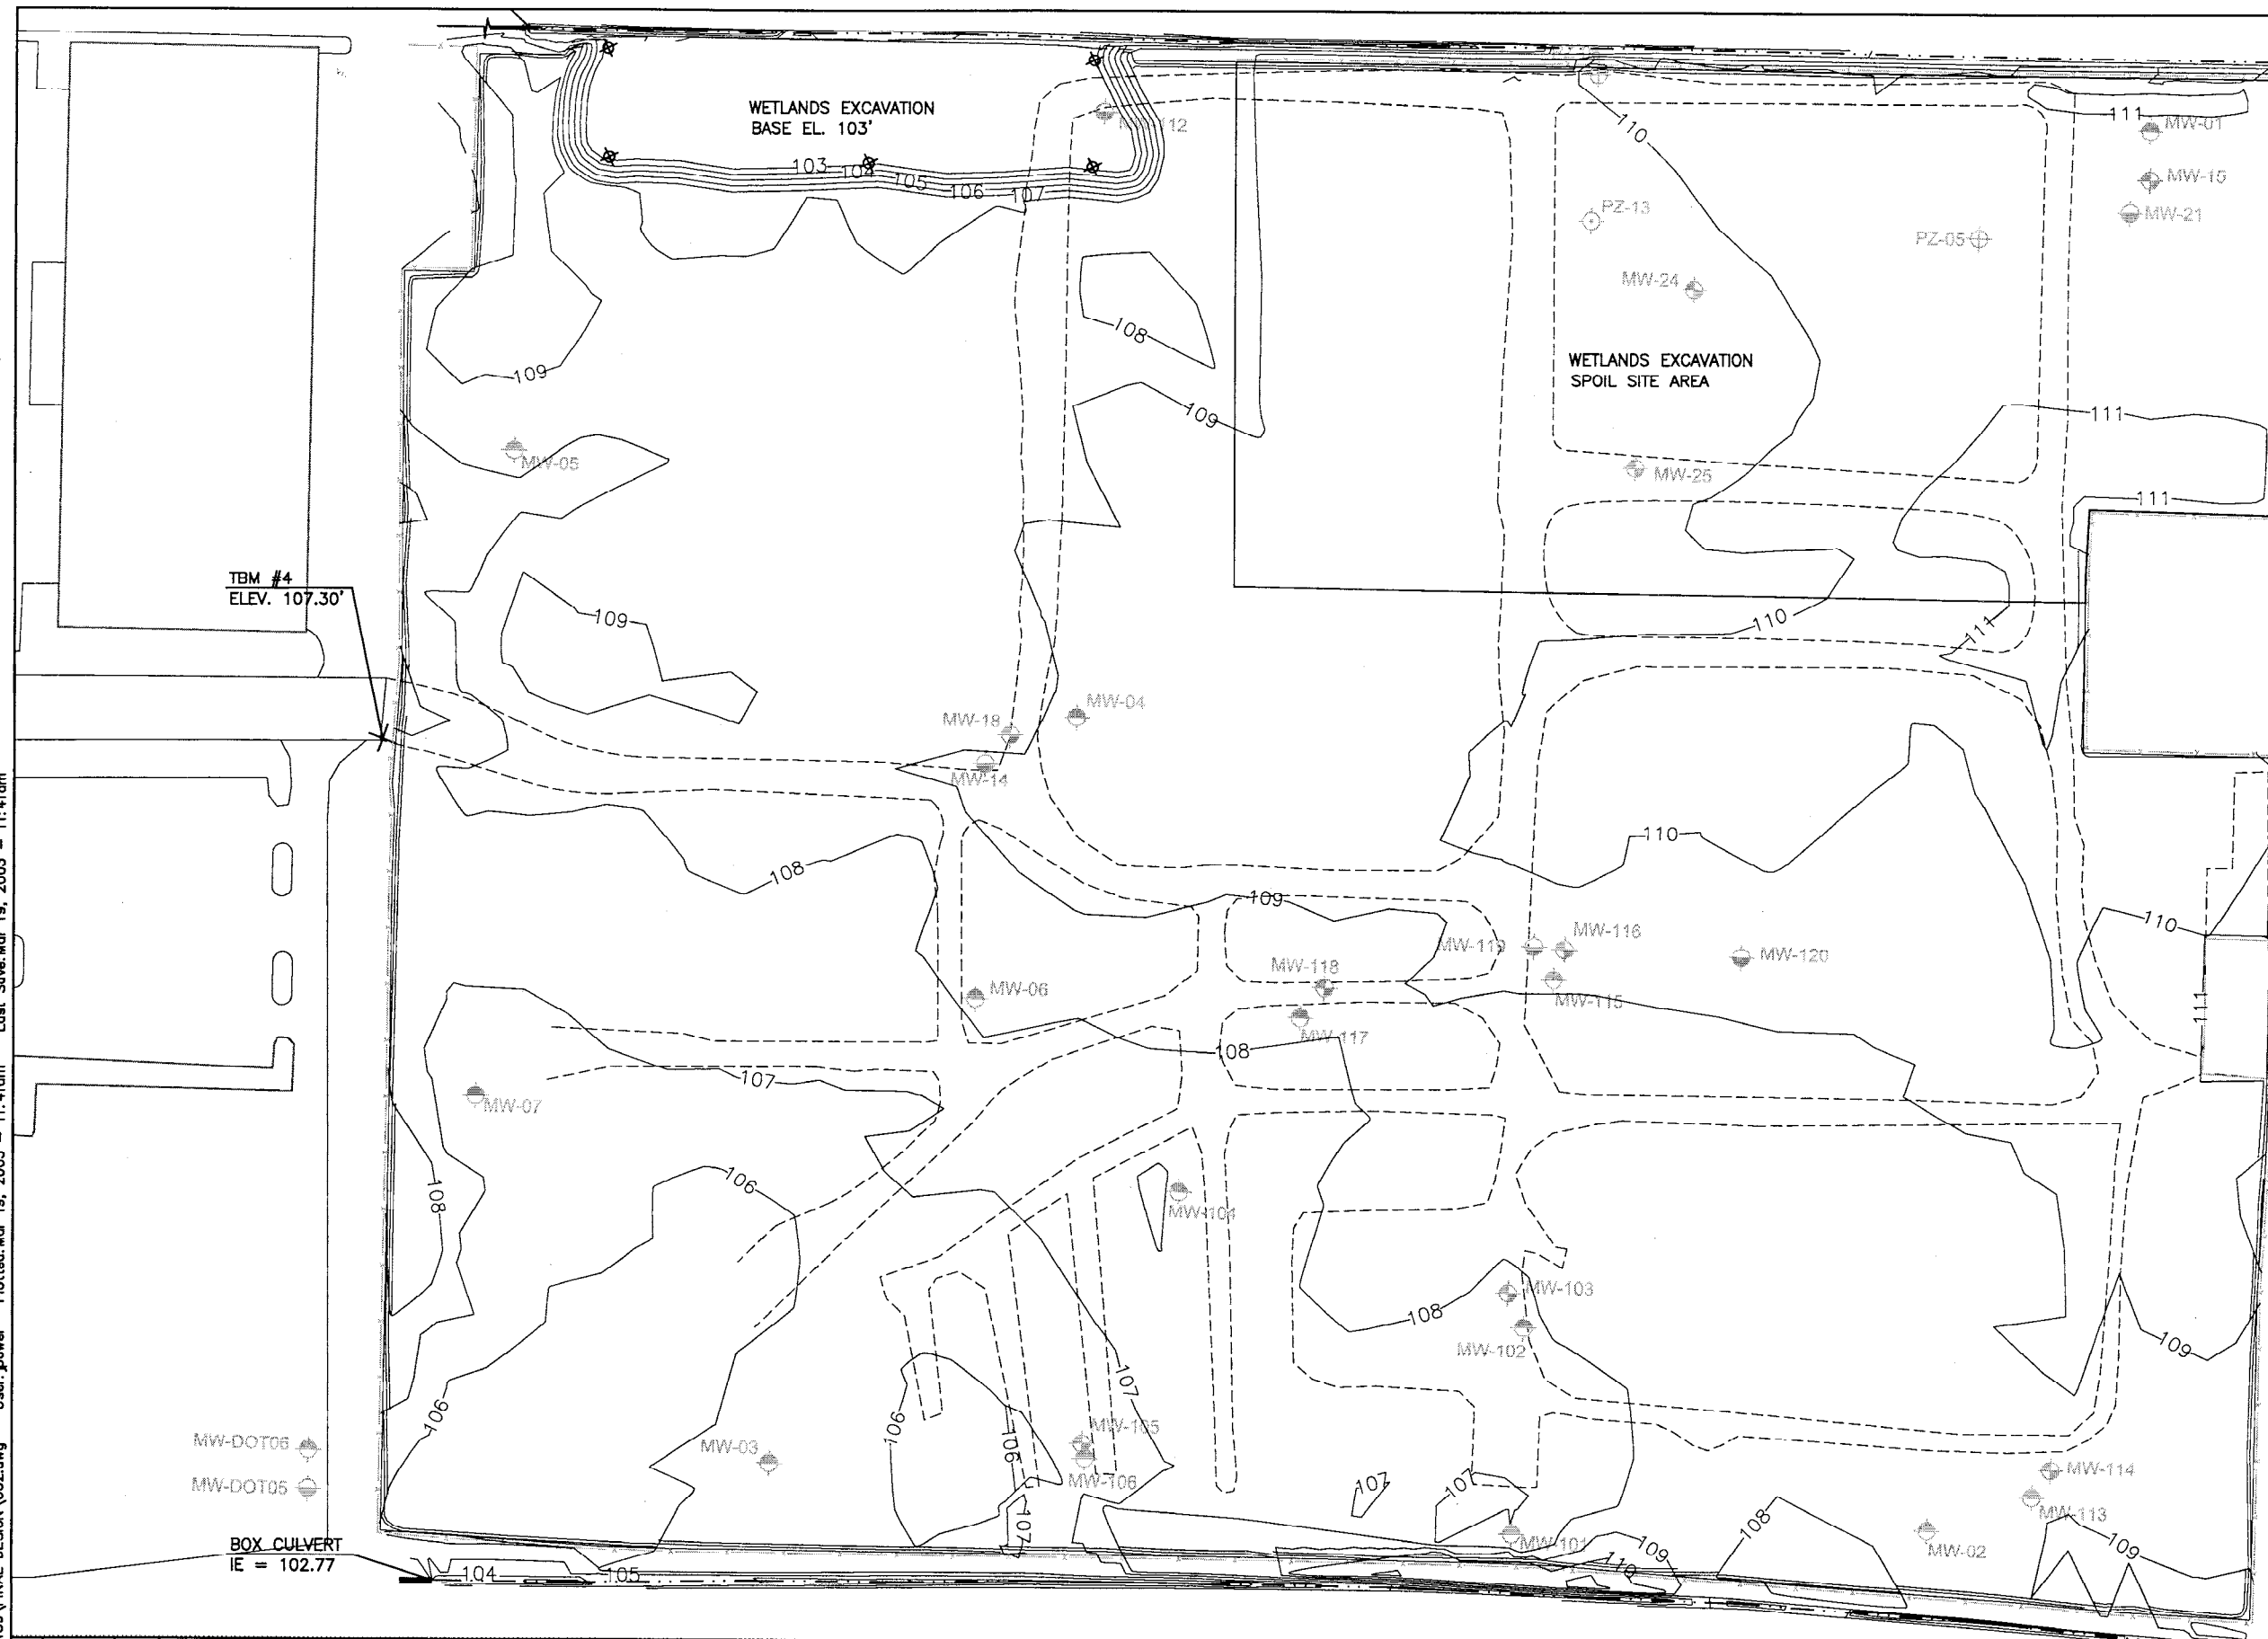 WETLANDS EXCAVATION
BASE EL. 103'
103
104
105
106
107
112
110
111
MW-01
MW-15
MW-21
PZ-13
PZ-05
MW-24
108
109
WETLANDS EXCAVATION
SPOIL SITE AREA
109
111
MW-05
MW-25
111
TBM #4
ELEV. 107.30'
109
110
111
MW-18
MW-04
MW-14
110
108
109
110
MW-119
MW-116
MW-120
MW-118
MW-115
MW-06
111
MW-117
108
107
MW-07
106
108
MW-104
MW-103
108
MW-102
109
107
106
106
106
MW-DOT06
MW-03
MW-105
MW-106
MW-DOT05
107
107
107
MW-114
MW-113
108
MW-101
MW-02
109
109
110
BOX CULVERT
IE = 102.77
104
105